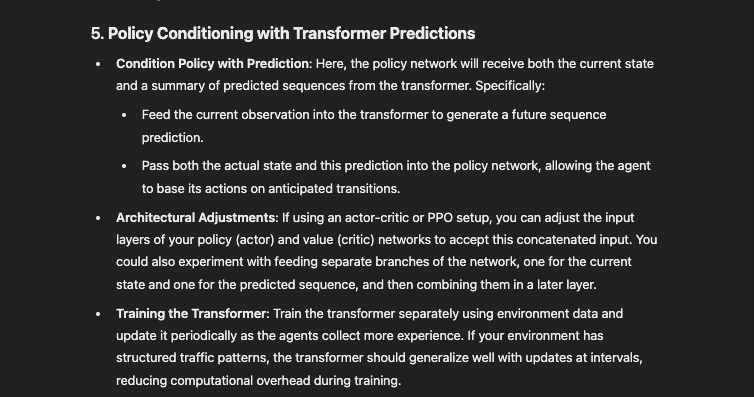 5. Policy Conditioning with Transformer Predictions
• Condition Policy with Prediction: Here, the policy network will receive both the current state
and a summary of predicted sequences from the transformer. Specifically:
• Feed the current observation into the transformer to generate a future sequence
prediction.
• Pass both the actual state and this prediction into the policy network, allowing the agent
to base its actions on anticipated transitions.
• Architectural Adjustments: If using an actor-critic or PPO setup, you can adjust the input
layers of your policy (actor) and value (critic) networks to accept this concatenated input. You
could also experiment with feeding separate branches of the network, one for the current
state and one for the predicted sequence, and then combining them in a later layer.
• Training the Transformer: Train the transformer separately using environment data and
update it periodically as the agents collect more experience. If your environment has
structured traffic patterns, the transformer should generalize well with updates at intervals,
reducing computational overhead during training.